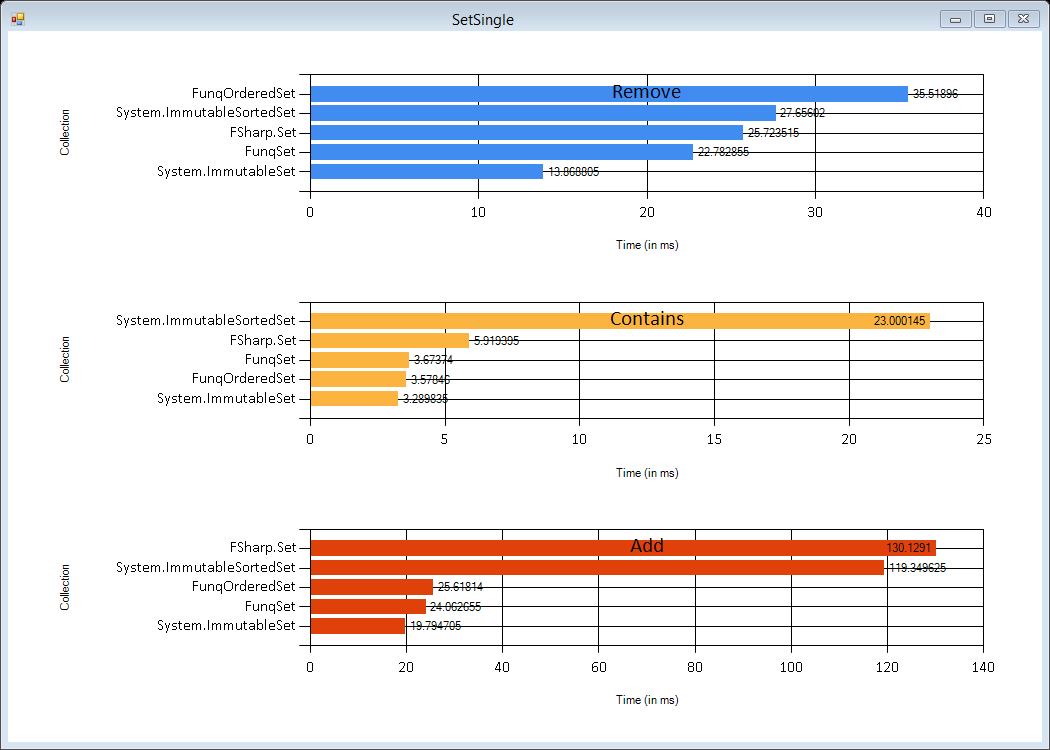 SetSingle
Remove
Collection
FunqOrderedSet 35.51896
System.ImmutableSortedSet 27.65602
FSharp.Set 25.723515
FunqSet 22.782855
System.ImmutableSet 13.868805
0 10 20 30 40
Time (in ms)
Contains
Collection
System.ImmutableSortedSet 23.000145
FSharp.Set 5.919395
FunqSet 3.67374
FunqOrderedSet 3.57846
System.ImmutableSet 3.289835
0 5 10 15 20 25
Time (in ms)
Add
Collection
FSharp.Set 130.1291
System.ImmutableSortedSet 119.349625
FunqOrderedSet 25.61814
FunqSet 24.062655
System.ImmutableSet 19.794705
0 20 40 60 80 100 120 140
Time (in ms)